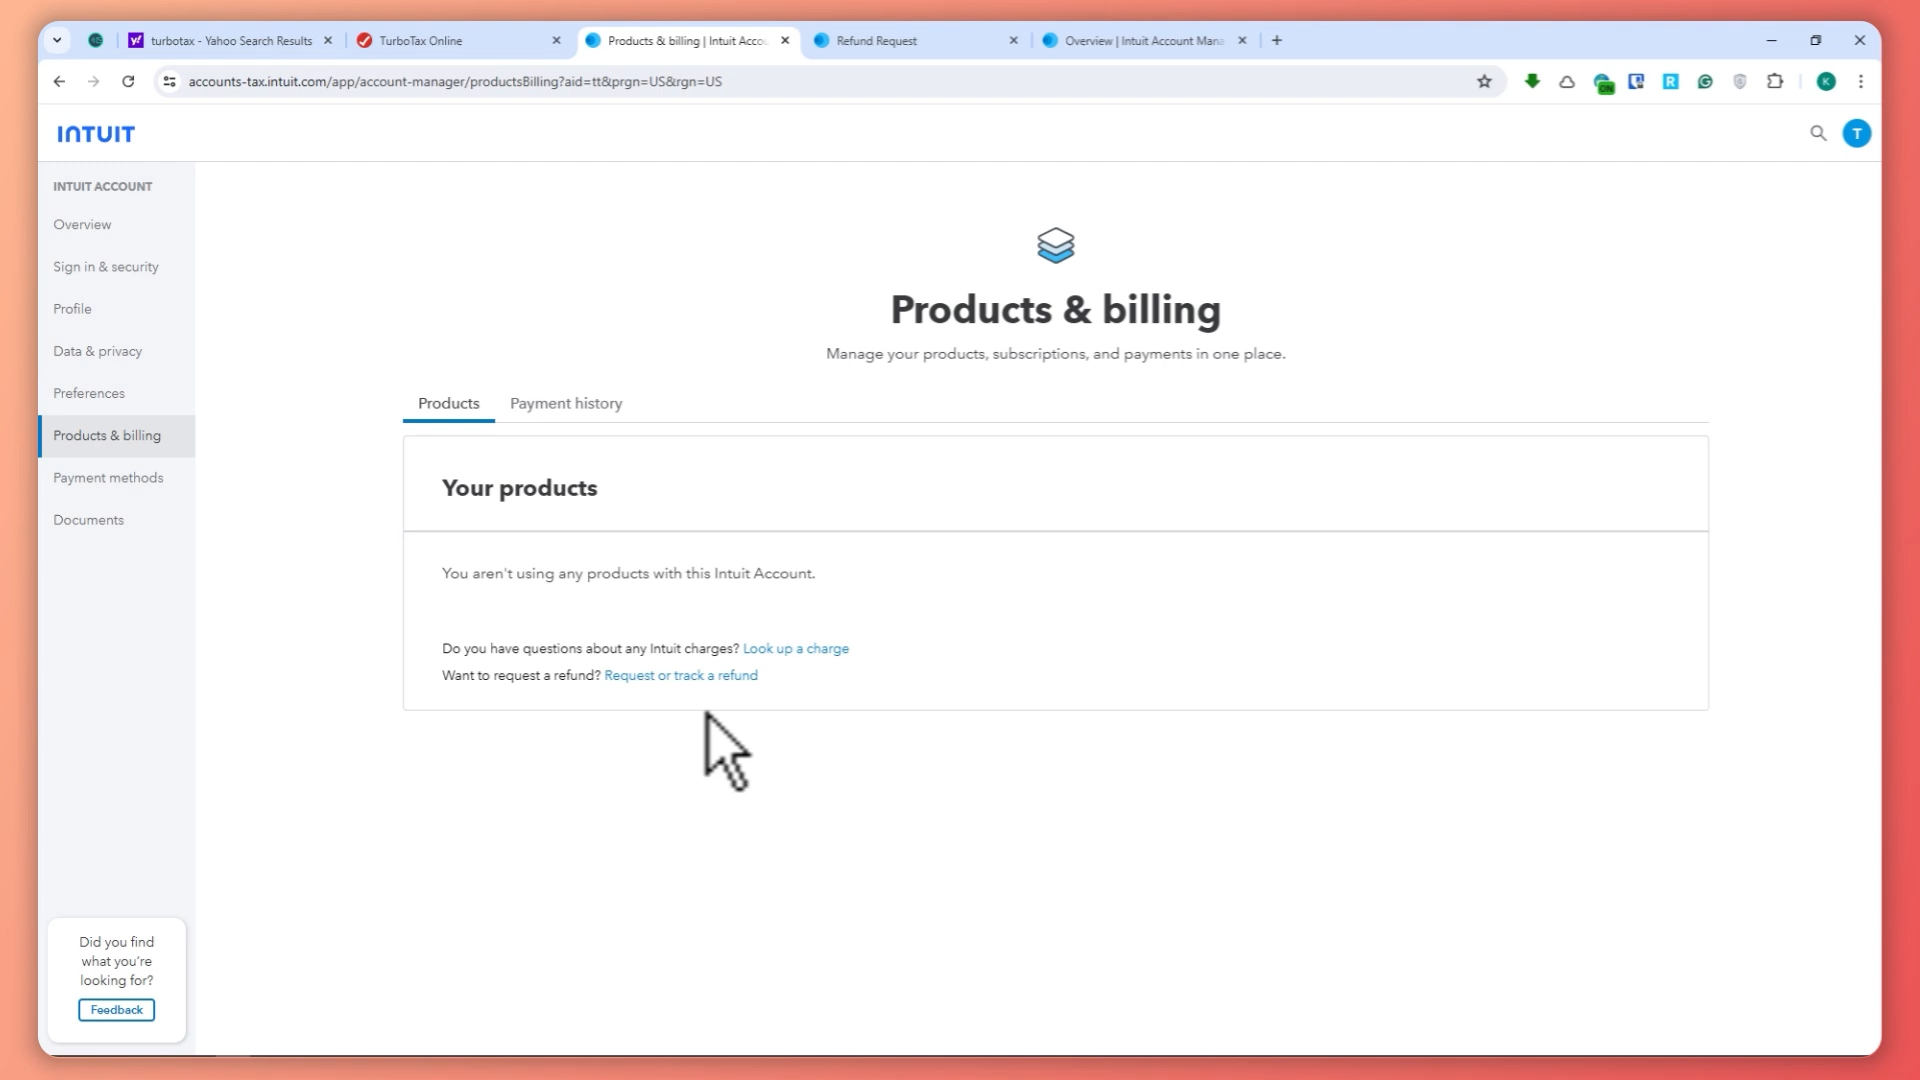 turbotax - Yahoo Search Results
TurboTax Online
Products & billing | Intuit Acco
Refund Request
Overview | Intuit Account Mana
accounts-tax.intuit.com/app/account-manager/productsBilling?aid=tt&prgn=US&rgn=US
ON
R
K
INTUIT
T
INTUIT ACCOUNT
Overview
Sign in & security
Profile
Data & privacy
Preferences
Products & billing
Payment methods
Documents
Products & billing
Manage your products, subscriptions, and payments in one place.
Products
Payment history
Your products
You aren't using any products with this Intuit Account.
Do you have questions about any Intuit charges? Look up a charge
Want to request a refund? Request or track a refund
Did you find
what you're
looking for?
Feedback